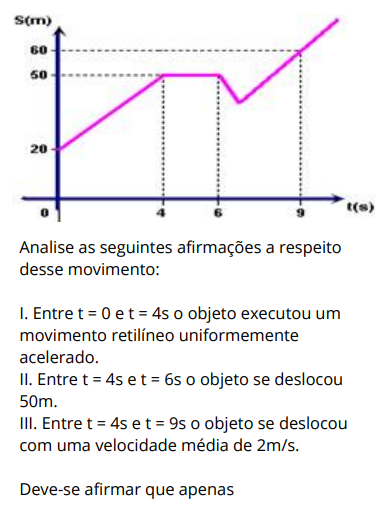 S(m)
60
50
20
0
4
6
9
t(s)
Analise as seguintes afirmações a respeito
desse movimento:
I. Entre t = 0 e t = 4s o objeto executou um
movimento retilíneo uniformemente
acelerado.
II. Entre t = 4s e t = 6s o objeto se deslocou
50m.
III. Entre t = 4s e t = 9s o objeto se deslocou
com uma velocidade média de 2m/s.
Deve-se afirmar que apenas